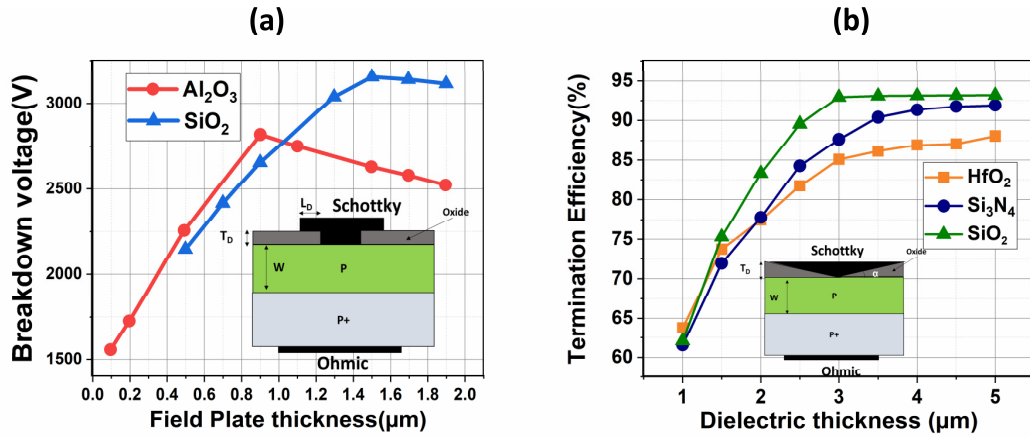 (a)
Breakdown voltage(V)
3000
2500
2000
1500
Al₂O₃
SiO₂
L_D
Schottky
Oxide
T_D
W
P
P+
Ohmic
0.0 0.2 0.4 0.6 0.8 1.0 1.2 1.4 1.6 1.8 2.0
Field Plate thickness(µm)
(b)
Termination Efficiency(%)
95
90
85
80
75
70
65
60
HfO₂
Si₃N₄
SiO₂
Schottky
Oxide
T_D
α
W
P+
Ohmic
1 2 3 4 5
Dielectric thickness (µm)